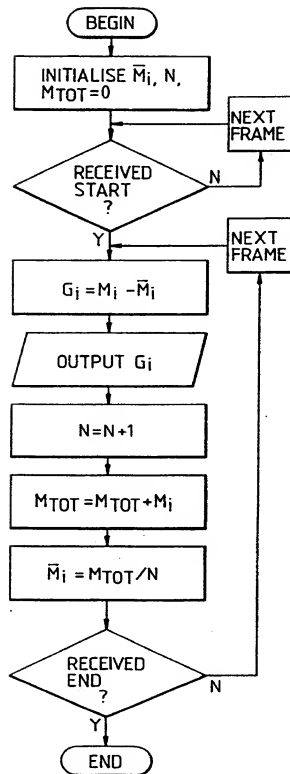 BEGIN
INITIALISE M̄i, N,
MTOT=0
NEXT
FRAME
RECEIVED
START
?
N
Y
NEXT
FRAME
Gi=Mi-M̄i
OUTPUT Gi
N=N+1
MTOT=MTOT+Mi
M̄i=MTOT/N
RECEIVED
END
?
N
Y
END